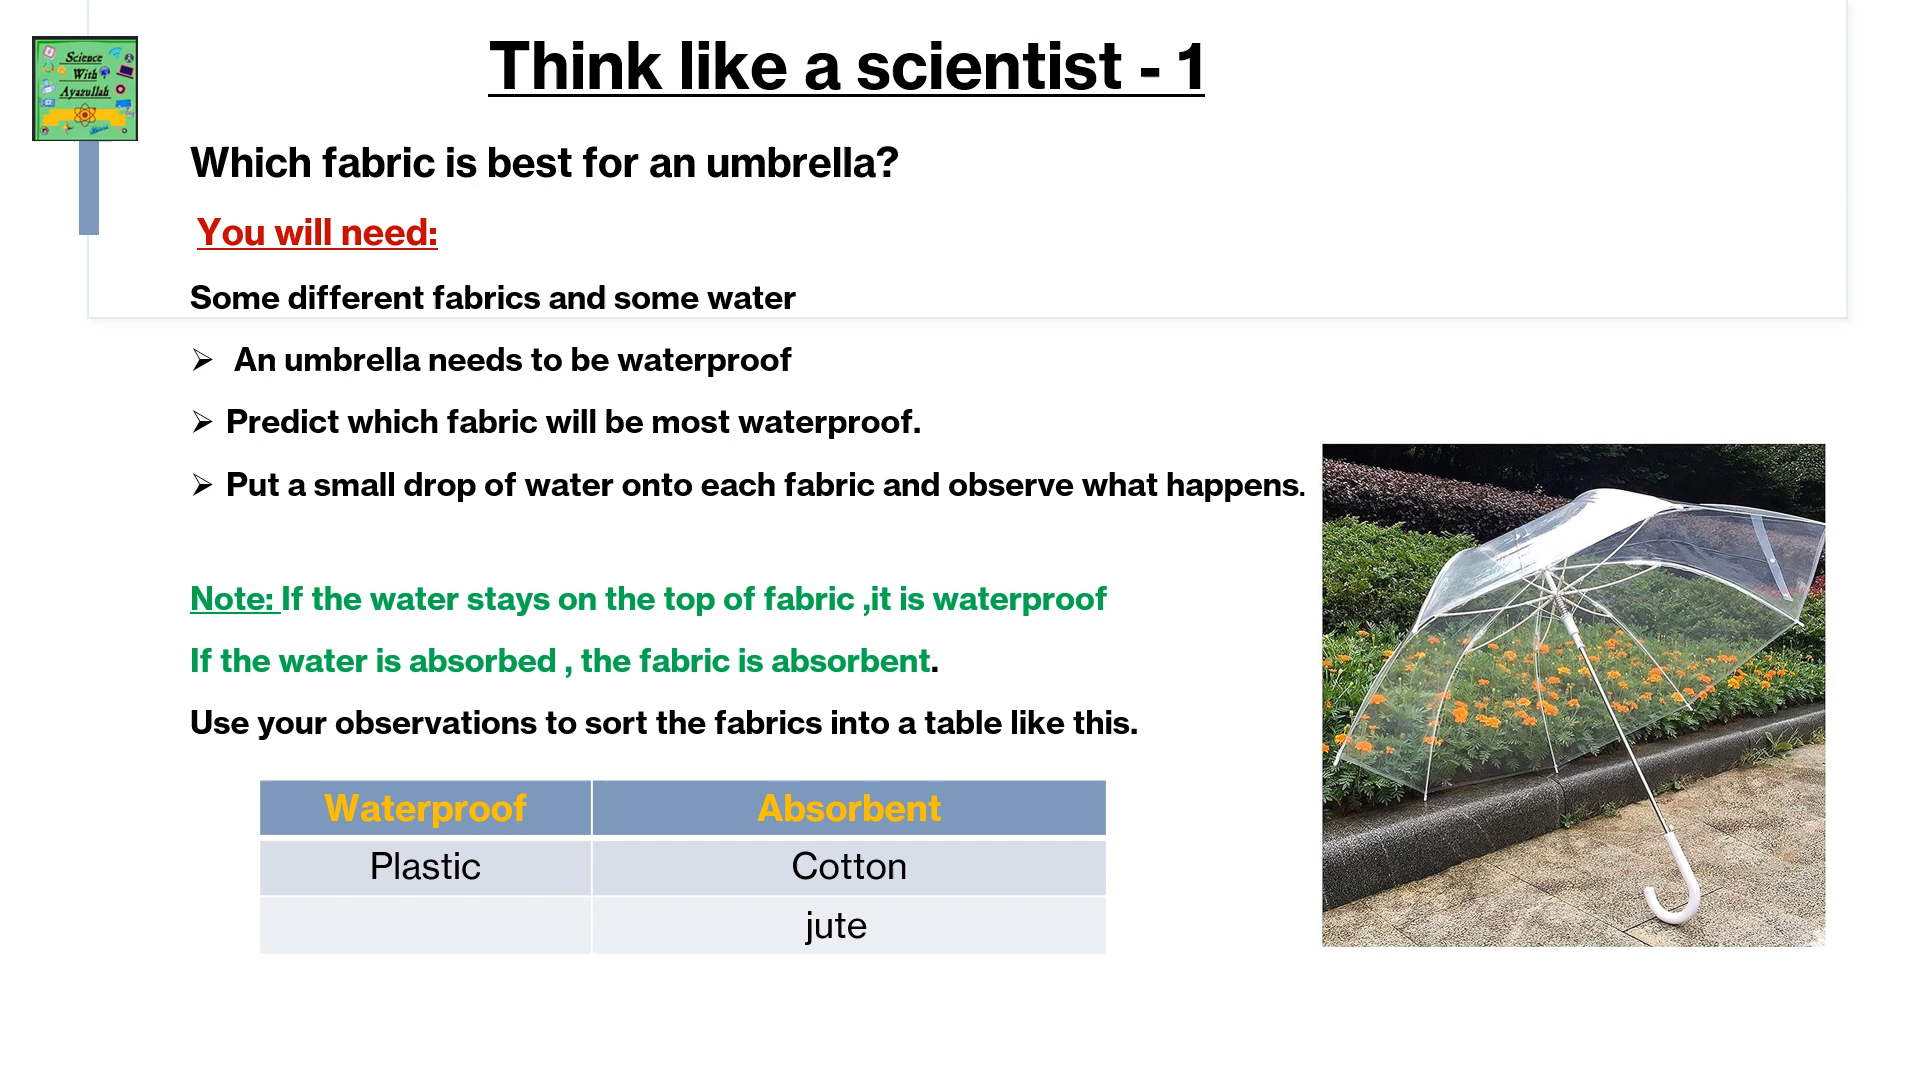 Science
With
Ayazullah
Think like a scientist - 1
Which fabric is best for an umbrella?
You will need:
Some different fabrics and some water
➢ An umbrella needs to be waterproof
➢ Predict which fabric will be most waterproof.
➢ Put a small drop of water onto each fabric and observe what happens.
Note: If the water stays on the top of fabric ,it is waterproof
If the water is absorbed , the fabric is absorbent.
Use your observations to sort the fabrics into a table like this.
Waterproof Absorbent
Plastic Cotton
jute